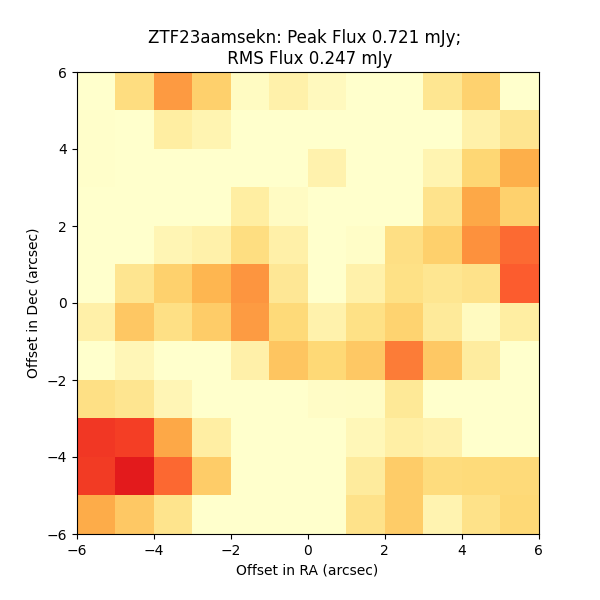 ZTF23aamsekn: Peak Flux 0.721 mJy;
RMS Flux 0.247 mJy
6
4
2
0
−2
−4
−6
Offset in Dec (arcsec)
−6 −4 −2 0 2 4 6
Offset in RA (arcsec)